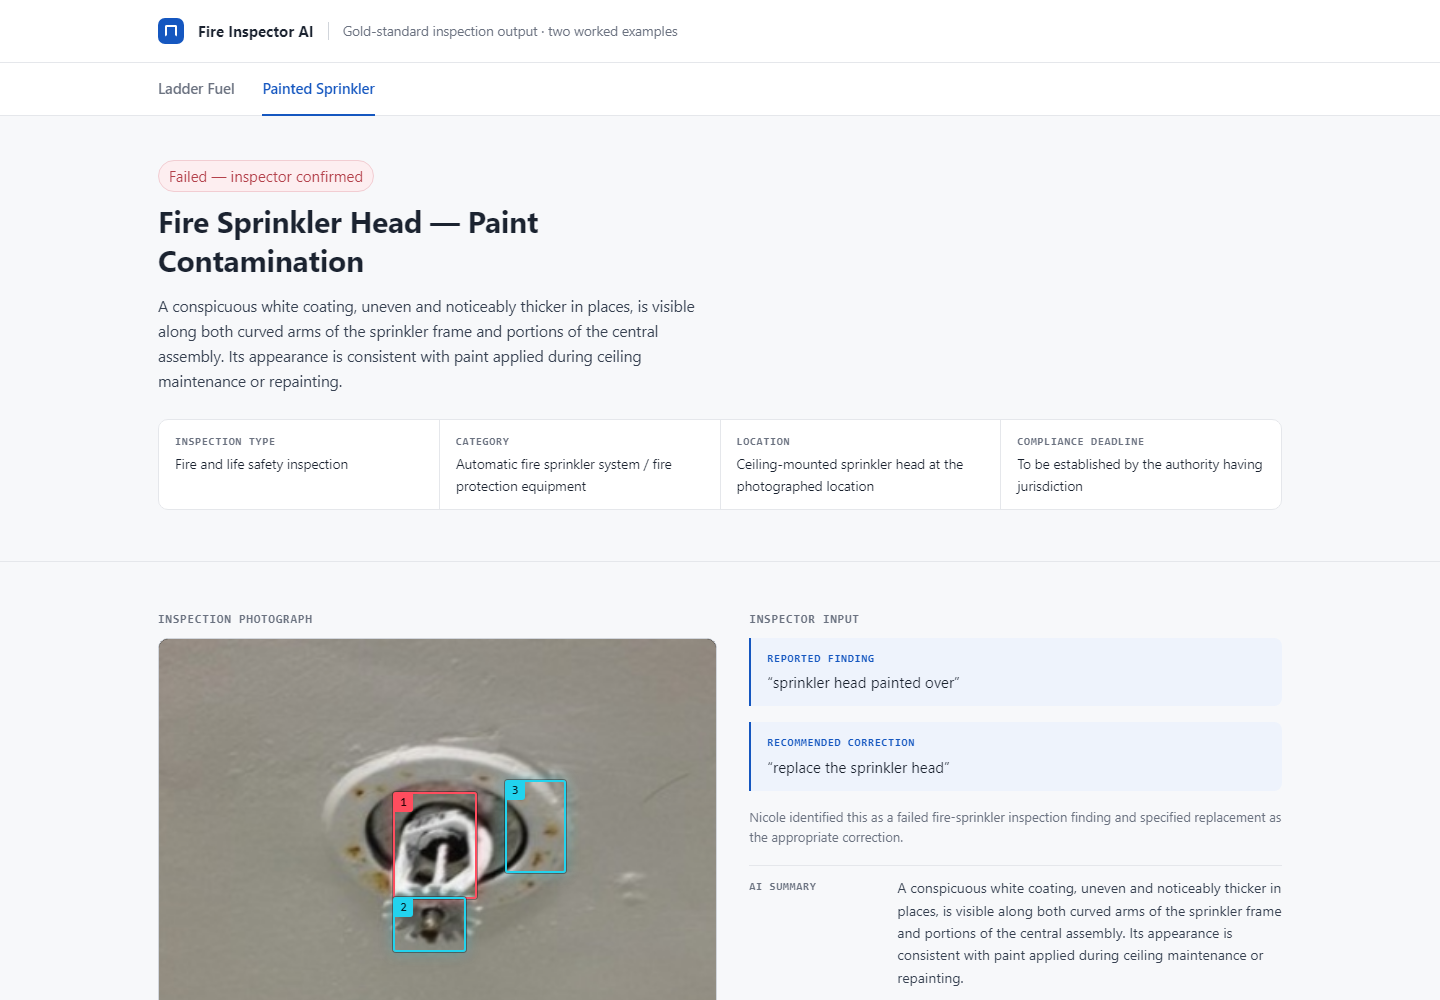 Fire Inspector AI
Gold-standard inspection output · two worked examples
Ladder Fuel
Painted Sprinkler
Failed — inspector confirmed
Fire Sprinkler Head — Paint
Contamination
A conspicuous white coating, uneven and noticeably thicker in places, is visible
along both curved arms of the sprinkler frame and portions of the central
assembly. Its appearance is consistent with paint applied during ceiling
maintenance or repainting.
INSPECTION TYPE
Fire and life safety inspection
CATEGORY
Automatic fire sprinkler system / fire
protection equipment
LOCATION
Ceiling-mounted sprinkler head at the
photographed location
COMPLIANCE DEADLINE
To be established by the authority having
jurisdiction
INSPECTION PHOTOGRAPH
1
2
3
INSPECTOR INPUT
REPORTED FINDING
“sprinkler head painted over”
RECOMMENDED CORRECTION
“replace the sprinkler head”
Nicole identified this as a failed fire-sprinkler inspection finding and specified replacement as
the appropriate correction.
AI SUMMARY
A conspicuous white coating, uneven and noticeably thicker in
places, is visible along both curved arms of the sprinkler frame
and portions of the central assembly. Its appearance is
consistent with paint applied during ceiling maintenance or
repainting.